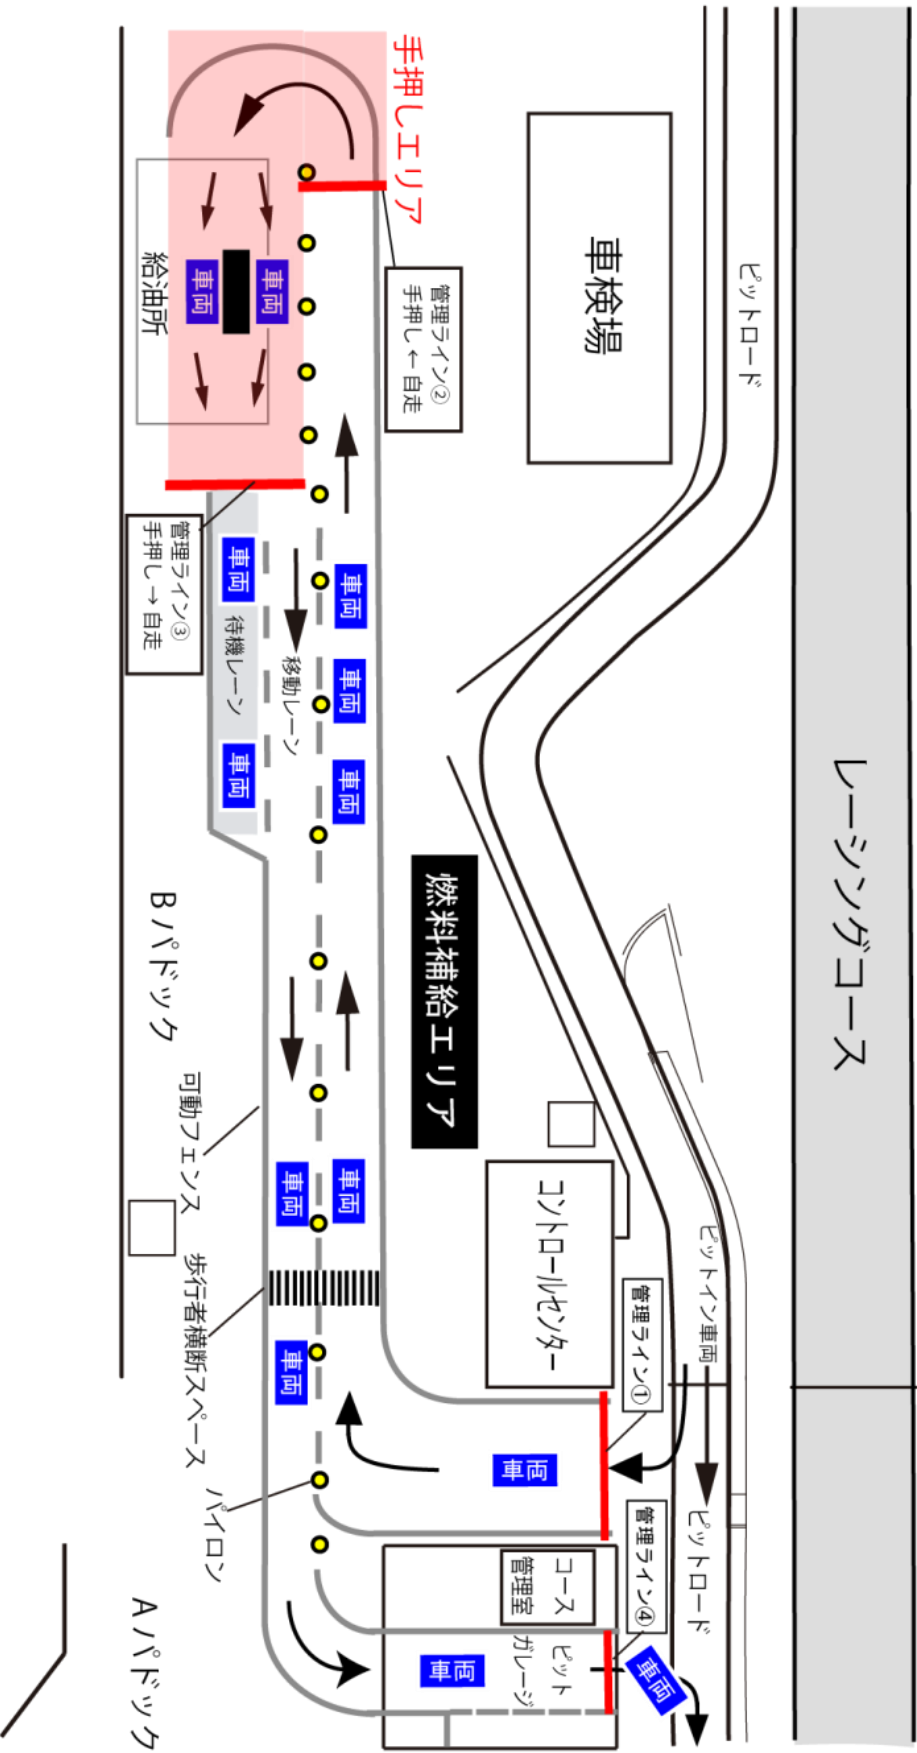 レーシングコース
ピットロード
車検場
手押しエリア
管理ライン②
手押し←自走
車両
車両
給油所
管理ライン③
手押し→自走
車両
待機レーン
車両
移動レーン
車両
車両
車両
燃料補給エリア
Bパドック
可動フェンス
車両
車両
歩行者横断スペース
車両
パイロン
Aパドック
コントロールセンター
ピットイン車両
管理ライン①
車両
ピットロード
管理ライン④
コース
管理室
ピット
ガレージ
車両
車両